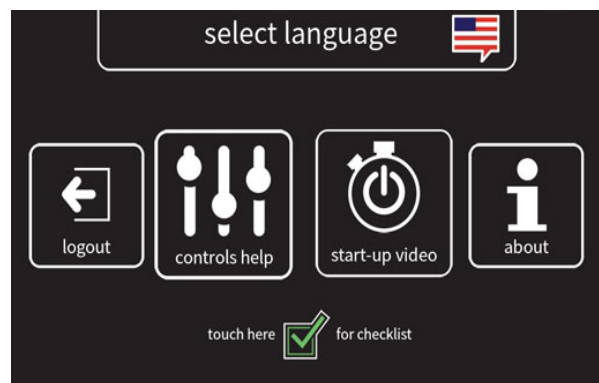 select language
logout
controls help
start-up video
about
touch here for checklist